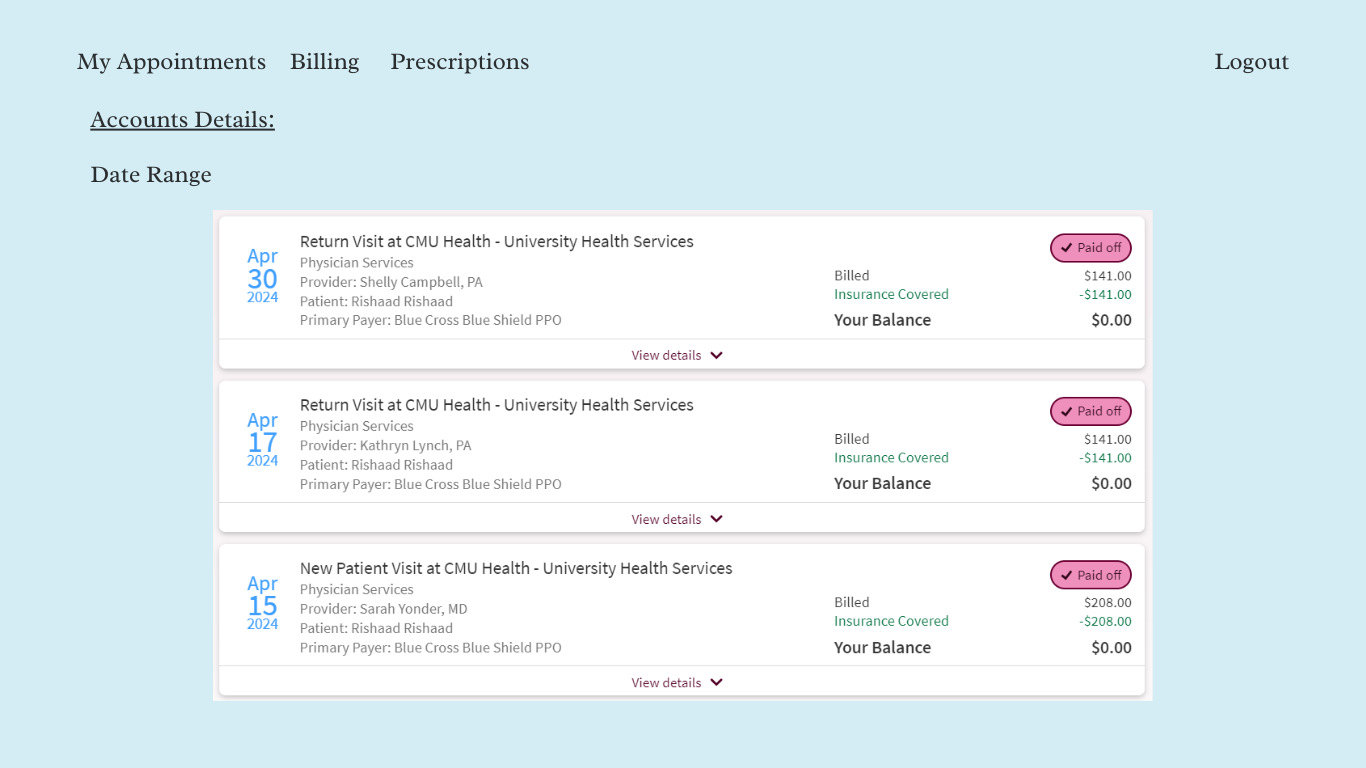 My Appointments Billing Prescriptions Logout
Accounts Details:
Date Range
Apr
30
2024
Return Visit at CMU Health - University Health Services
Physician Services
Provider: Shelly Campbell, PA
Patient: Rishaad Rishaad
Primary Payer: Blue Cross Blue Shield PPO
Paid off
Billed $141.00
Insurance Covered -$141.00
Your Balance $0.00
View details
Apr
17
2024
Return Visit at CMU Health - University Health Services
Physician Services
Provider: Kathryn Lynch, PA
Patient: Rishaad Rishaad
Primary Payer: Blue Cross Blue Shield PPO
Paid off
Billed $141.00
Insurance Covered -$141.00
Your Balance $0.00
View details
Apr
15
2024
New Patient Visit at CMU Health - University Health Services
Physician Services
Provider: Sarah Yonder, MD
Patient: Rishaad Rishaad
Primary Payer: Blue Cross Blue Shield PPO
Paid off
Billed $208.00
Insurance Covered -$208.00
Your Balance $0.00
View details